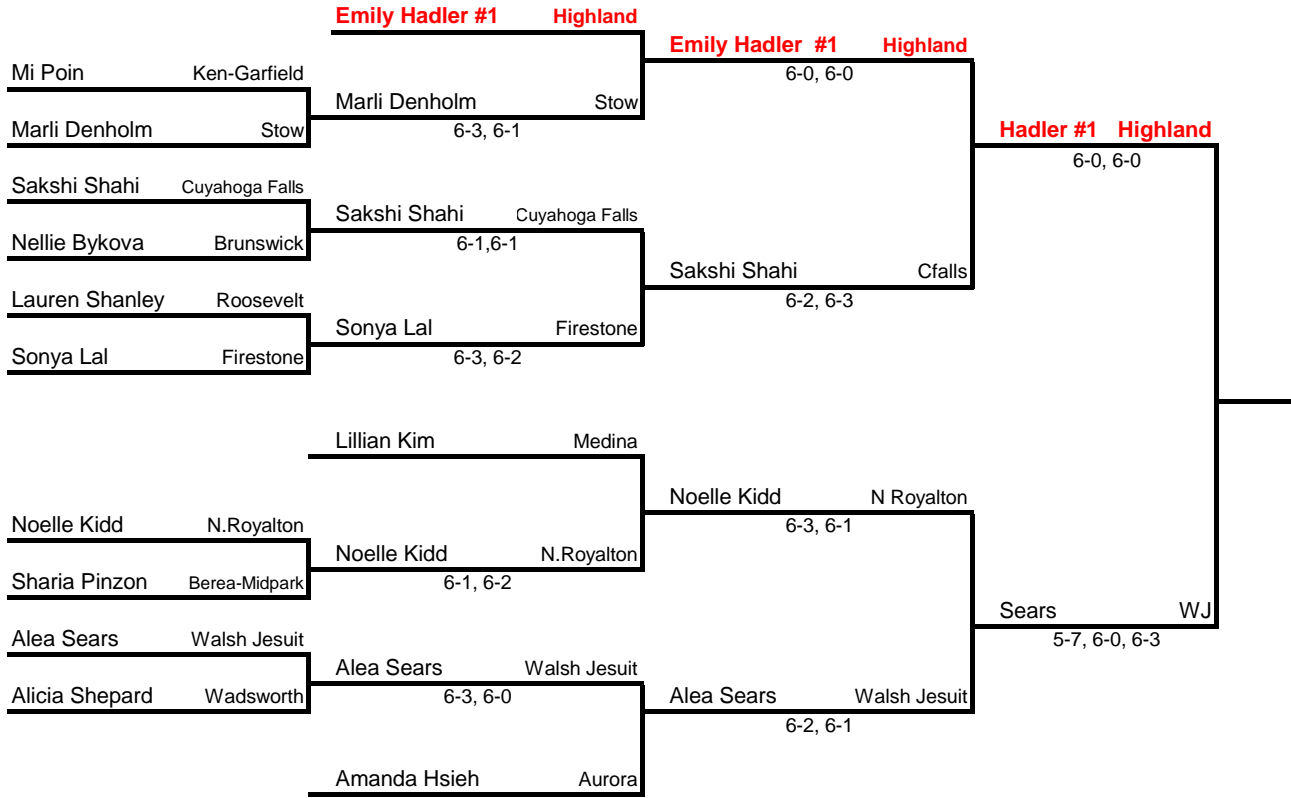 Emily Hadler #1 Highland
Emily Hadler #1 Highland
Mi Poin Ken-Garfield
6-0, 6-0
Marli Denholm Stow
Marli Denholm Stow
6-3, 6-1
Hadler #1 Highland
6-0, 6-0
Sakshi Shahi Cuyahoga Falls
Sakshi Shahi Cuyahoga Falls
Nellie Bykova Brunswick
6-1,6-1
Sakshi Shahi Cfalls
Lauren Shanley Roosevelt
6-2, 6-3
Sonya Lal Firestone
Sonya Lal Firestone
6-3, 6-2
Lillian Kim Medina
Noelle Kidd N Royalton
Noelle Kidd N.Royalton
6-3, 6-1
Noelle Kidd N.Royalton
Sharia Pinzon Berea-Midpark
6-1, 6-2
Sears WJ
Alea Sears Walsh Jesuit
5-7, 6-0, 6-3
Alea Sears Walsh Jesuit
Alicia Shepard Wadsworth
6-3, 6-0
Alea Sears Walsh Jesuit
6-2, 6-1
Amanda Hsieh Aurora